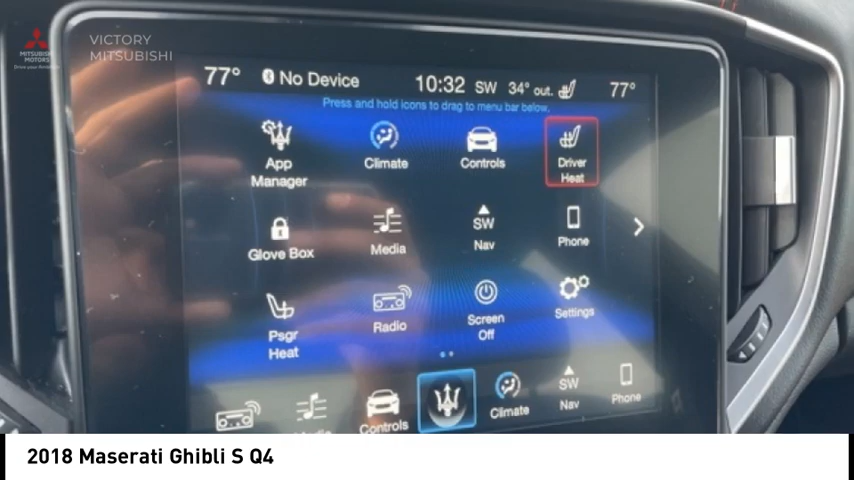 MITSUBISHI
MOTORS
Drive your Ambition
VICTORY
MITSUBISHI
77° No Device 10:32 SW 34° out. 77°
Press and hold icons to drag to menu bar below.
App
Manager
Climate
Controls
Driver
Heat
Glove Box
Media
SW
Nav
Phone
Psgr
Heat
Radio
Screen
Off
Settings
Controls
Climate
SW
Nav
Phone
2018 Maserati Ghibli S Q4